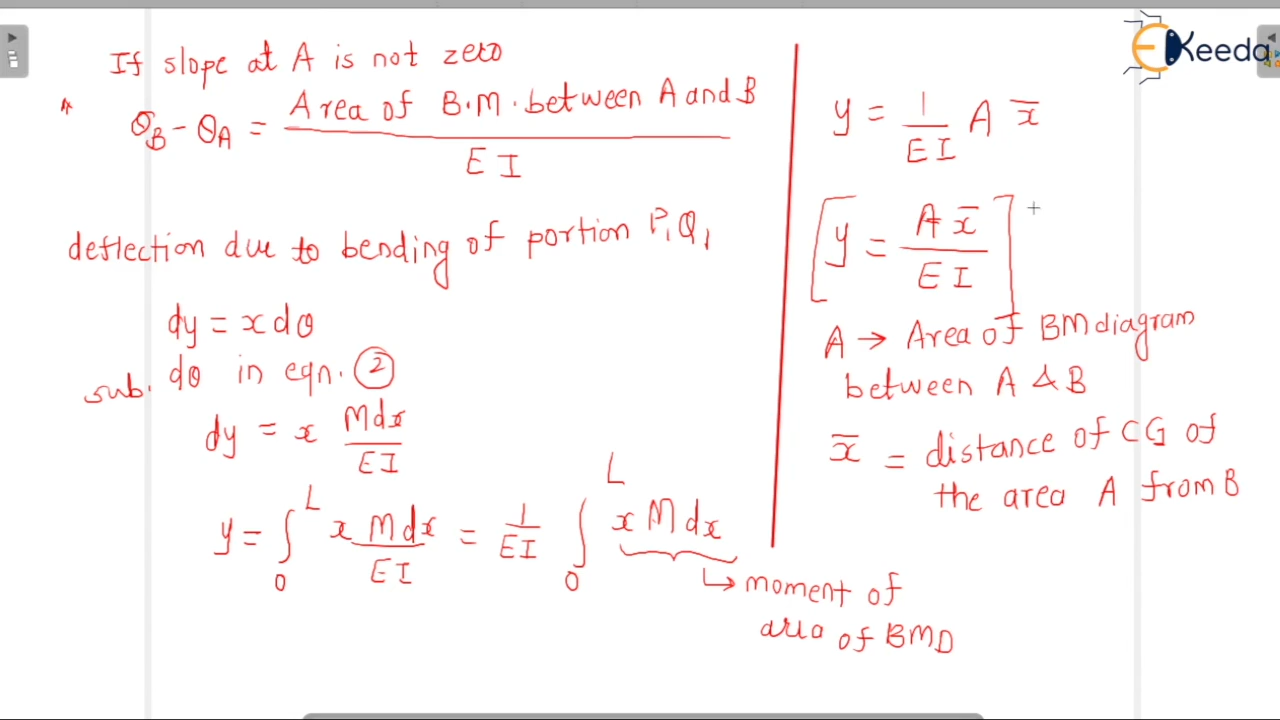 If slope at A is not zero
θB - θA = Area of B.M. between A and B / EI
deflection due to bending of portion P1Q1
dy = x dθ
sub. dθ in eqn. ②
dy = x Mdx / EI
y = ∫₀ᴸ x Mdx / EI = 1/EI ∫₀ᴸ x M dx
↳ moment of
area of BMD
EKeeda
y = 1/EI A x̄
[y = A x̄ / EI]
A → Area of BM diagram
between A & B
x̄ = distance of CG of
the area A from B